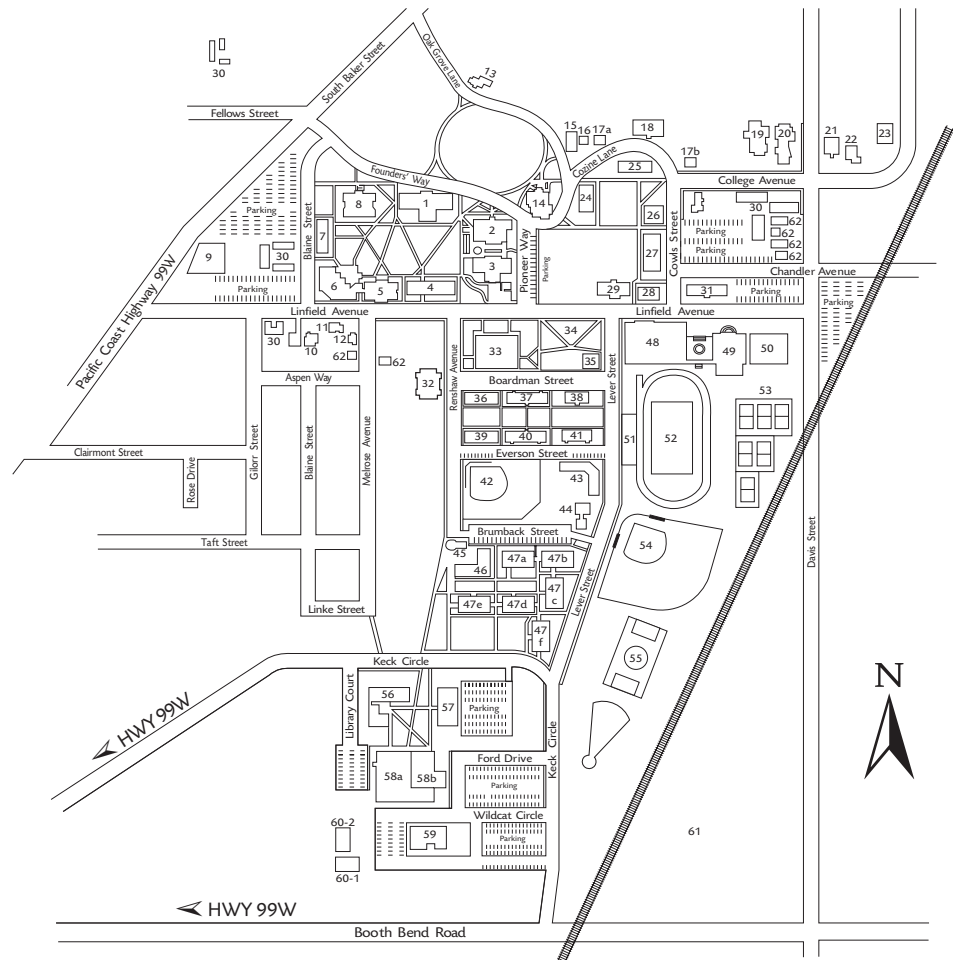 30
South Baker Street
Oak Grove Lane
13
Fellows Street
15
16
17a
18
19
20
21
22
23
Cozine Lane
17b
25
College Avenue
Founders' Way
8
1
14
24
26
30
62
62
62
62
Parking
Blaine Street
7
2
Pioneer Way
Parking
27
Cowls Street
Parking
Parking
9
30
3
Chandler Avenue
Parking
6
5
4
29
28
31
Parking
Parking
Pacific Coast Highway 99W
Linfield Avenue
Linfield Avenue
30
11
10
12
62
62
32
Renshaw Avenue
33
34
35
Lever Street
48
49
50
Aspen Way
Boardman Street
53
36
37
38
39
40
41
51
52
Clairmont Street
Rose Drive
Gilorr Street
Blaine Street
Melrose Avenue
Everson Street
42
43
44
Brumback Street
Taft Street
45
46
47a
47b
54
Davis Street
47
c
47e
47d
Lever Street
Linke Street
47
f
55
Keck Circle
HWY 99W
Library Court
56
57
Parking
N
Keck Circle
58a
58b
Ford Drive
Parking
Wildcat Circle
60-2
59
Parking
61
60-1
HWY 99W
Booth Bend Road